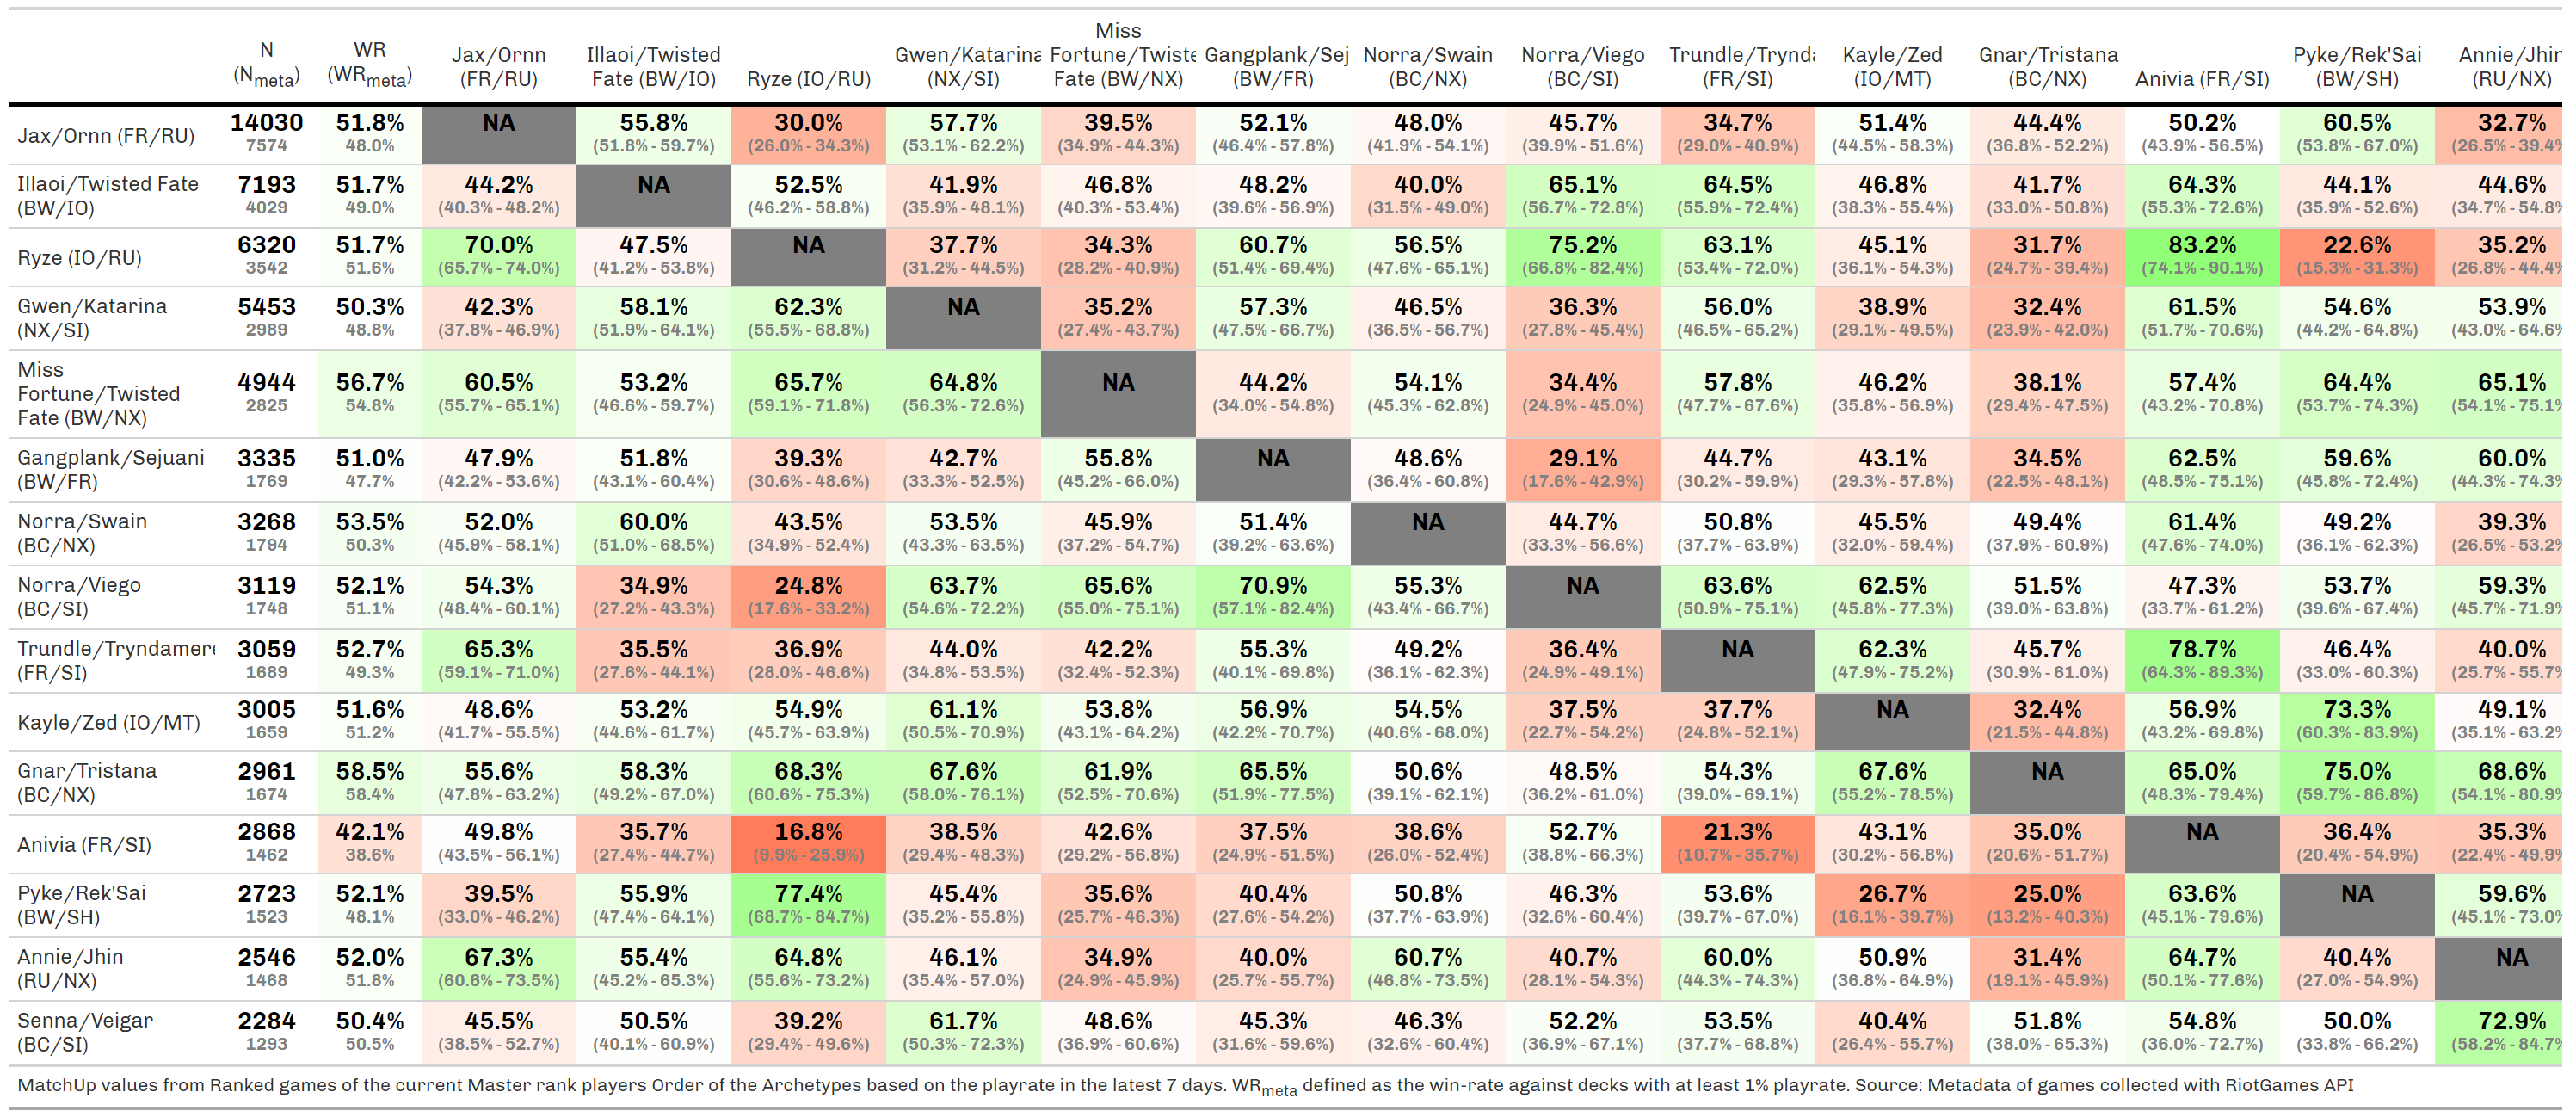 Miss
N WR Jax/Ornn Illaoi/Twisted Gwen/Katarina Fortune/Twiste Gangplank/Sej Norra/Swain Norra/Viego Trundle/Trynda Kayle/Zed Gnar/Tristana Pyke/Rek'Sai Annie/Jhin
(Nmeta) (WRmeta) (FR/RU) Fate (BW/IO) Ryze (IO/RU) (NX/SI) Fate (BW/NX) (BW/FR) (BC/NX) (BC/SI) (FR/SI) (IO/MT) (BC/NX) Anivia (FR/SI) (BW/SH) (RU/NX)
Jax/Ornn (FR/RU) 14030 51.8% NA 55.8% 30.0% 57.7% 39.5% 52.1% 48.0% 45.7% 34.7% 51.4% 44.4% 50.2% 60.5% 32.7%
7574 48.0% (51.8% - 59.7%) (26.0% - 34.3%) (53.1% - 62.2%) (34.9% - 44.3%) (46.4% - 57.8%) (41.9% - 54.1%) (39.9% - 51.6%) (29.0% - 40.9%) (44.5% - 58.3%) (36.8% - 52.2%) (43.9% - 56.5%) (53.8% - 67.0%) (26.5% - 39.4%
Illaoi/Twisted Fate 7193 51.7% 44.2% NA 52.5% 41.9% 46.8% 48.2% 40.0% 65.1% 64.5% 46.8% 41.7% 64.3% 44.1% 44.6%
(BW/IO) 4029 49.0% (40.3% - 48.2%) (46.2% - 58.8%) (35.9% - 48.1%) (40.3% - 53.4%) (39.6% - 56.9%) (31.5% - 49.0%) (56.7% - 72.8%) (55.9% - 72.4%) (38.3% - 55.4%) (33.0% - 50.8%) (55.3% - 72.6%) (35.9% - 52.6%) (34.7% - 54.8%
Ryze (IO/RU) 6320 51.7% 70.0% 47.5% NA 37.7% 34.3% 60.7% 56.5% 75.2% 63.1% 45.1% 31.7% 83.2% 22.6% 35.2%
3542 51.6% (65.7% - 74.0%) (41.2% - 53.8%) (31.2% - 44.5%) (28.2% - 40.9%) (51.4% - 69.4%) (47.6% - 65.1%) (66.8% - 82.4%) (53.4% - 72.0%) (36.1% - 54.3%) (24.7% - 39.4%) (74.1% - 90.1%) (15.3% - 31.3%) (26.8% - 44.4%
Gwen/Katarina 5453 50.3% 42.3% 58.1% 62.3% NA 35.2% 57.3% 46.5% 36.3% 56.0% 38.9% 32.4% 61.5% 54.6% 53.9%
(NX/SI) 2989 48.8% (37.8% - 46.9%) (51.9% - 64.1%) (55.5% - 68.8%) (27.4% - 43.7%) (47.5% - 66.7%) (36.5% - 56.7%) (27.8% - 45.4%) (46.5% - 65.2%) (29.1% - 49.5%) (23.9% - 42.0%) (51.7% - 70.6%) (44.2% - 64.8%) (43.0% - 64.6%
Miss
Fortune/Twisted 4944 56.7% 60.5% 53.2% 65.7% 64.8% NA 44.2% 54.1% 34.4% 57.8% 46.2% 38.1% 57.4% 64.4% 65.1%
Fate (BW/NX) 2825 54.8% (55.7% - 65.1%) (46.6% - 59.7%) (59.1% - 71.8%) (56.3% - 72.6%) (34.0% - 54.8%) (45.3% - 62.8%) (24.9% - 45.0%) (47.7% - 67.6%) (35.8% - 56.9%) (29.4% - 47.5%) (43.2% - 70.8%) (53.7% - 74.3%) (54.1% - 75.1%
Gangplank/Sejuani 3335 51.0% 47.9% 51.8% 39.3% 42.7% 55.8% NA 48.6% 29.1% 44.7% 43.1% 34.5% 62.5% 59.6% 60.0%
(BW/FR) 1769 47.7% (42.2% - 53.6%) (43.1% - 60.4%) (30.6% - 48.6%) (33.3% - 52.5%) (45.2% - 66.0%) (36.4% - 60.8%) (17.6% - 42.9%) (30.2% - 59.9%) (29.3% - 57.8%) (22.5% - 48.1%) (48.5% - 75.1%) (45.8% - 72.4%) (44.3% - 74.3%
Norra/Swain 3268 53.5% 52.0% 60.0% 43.5% 53.5% 45.9% 51.4% NA 44.7% 50.8% 45.5% 49.4% 61.4% 49.2% 39.3%
(BC/NX) 1794 50.3% (45.9% - 58.1%) (51.0% - 68.5%) (34.9% - 52.4%) (43.3% - 63.5%) (37.2% - 54.7%) (39.2% - 63.6%) (33.3% - 56.6%) (37.7% - 63.9%) (32.0% - 59.4%) (37.9% - 60.9%) (47.6% - 74.0%) (36.1% - 62.3%) (26.5% - 53.2%
Norra/Viego 3119 52.1% 54.3% 34.9% 24.8% 63.7% 65.6% 70.9% 55.3% NA 63.6% 62.5% 51.5% 47.3% 53.7% 59.3%
(BC/SI) 1748 51.1% (48.4% - 60.1%) (27.2% - 43.3%) (17.6% - 33.2%) (54.6% - 72.2%) (55.0% - 75.1%) (57.1% - 82.4%) (43.4% - 66.7%) (50.9% - 75.1%) (45.8% - 77.3%) (39.0% - 63.8%) (33.7% - 61.2%) (39.6% - 67.4%) (45.7% - 71.9%
Trundle/Tryndamere 3059 52.7% 65.3% 35.5% 36.9% 44.0% 42.2% 55.3% 49.2% 36.4% NA 62.3% 45.7% 78.7% 46.4% 40.0%
(FR/SI) 1689 49.3% (59.1% - 71.0%) (27.6% - 44.1%) (28.0% - 46.6%) (34.8% - 53.5%) (32.4% - 52.3%) (40.1% - 69.8%) (36.1% - 62.3%) (24.9% - 49.1%) (47.9% - 75.2%) (30.9% - 61.0%) (64.3% - 89.3%) (33.0% - 60.3%) (25.7% - 55.7%
Kayle/Zed (IO/MT) 3005 51.6% 48.6% 53.2% 54.9% 61.1% 53.8% 56.9% 54.5% 37.5% 37.7% NA 32.4% 56.9% 73.3% 49.1%
1659 51.2% (41.7% - 55.5%) (44.6% - 61.7%) (45.7% - 63.9%) (50.5% - 70.9%) (43.1% - 64.2%) (42.2% - 70.7%) (40.6% - 68.0%) (22.7% - 54.2%) (24.8% - 52.1%) (21.5% - 44.8%) (43.2% - 69.8%) (60.3% - 83.9%) (35.1% - 63.2%
Gnar/Tristana 2961 58.5% 55.6% 58.3% 68.3% 67.6% 61.9% 65.5% 50.6% 48.5% 54.3% 67.6% NA 65.0% 75.0% 68.6%
(BC/NX) 1674 58.4% (47.8% - 63.2%) (49.2% - 67.0%) (60.6% - 75.3%) (58.0% - 76.1%) (52.5% - 70.6%) (51.9% - 77.5%) (39.1% - 62.1%) (36.2% - 61.0%) (39.0% - 69.1%) (55.2% - 78.5%) (48.3% - 79.4%) (59.7% - 86.8%) (54.1% - 80.9%
Anivia (FR/SI) 2868 42.1% 49.8% 35.7% 16.8% 38.5% 42.6% 37.5% 38.6% 52.7% 21.3% 43.1% 35.0% NA 36.4% 35.3%
1462 38.6% (43.5% - 56.1%) (27.4% - 44.7%) (9.9% - 25.9%) (29.4% - 48.3%) (29.2% - 56.8%) (24.9% - 51.5%) (26.0% - 52.4%) (38.8% - 66.3%) (10.7% - 35.7%) (30.2% - 56.8%) (20.6% - 51.7%) (20.4% - 54.9%) (22.4% - 49.9%
Pyke/Rek'Sai 2723 52.1% 39.5% 55.9% 77.4% 45.4% 35.6% 40.4% 50.8% 46.3% 53.6% 26.7% 25.0% 63.6% NA 59.6%
(BW/SH) 1523 48.1% (33.0% - 46.2%) (47.4% - 64.1%) (68.7% - 84.7%) (35.2% - 55.8%) (25.7% - 46.3%) (27.6% - 54.2%) (37.7% - 63.9%) (32.6% - 60.4%) (39.7% - 67.0%) (16.1% - 39.7%) (13.2% - 40.3%) (45.1% - 79.6%) (45.1% - 73.0%
Annie/Jhin 2546 52.0% 67.3% 55.4% 64.8% 46.1% 34.9% 40.0% 60.7% 40.7% 60.0% 50.9% 31.4% 64.7% 40.4% NA
(RU/NX) 1468 51.8% (60.6% - 73.5%) (45.2% - 65.3%) (55.6% - 73.2%) (35.4% - 57.0%) (24.9% - 45.9%) (25.7% - 55.7%) (46.8% - 73.5%) (28.1% - 54.3%) (44.3% - 74.3%) (36.8% - 64.9%) (19.1% - 45.9%) (50.1% - 77.6%) (27.0% - 54.9%)
Senna/Veigar 2284 50.4% 45.5% 50.5% 39.2% 61.7% 48.6% 45.3% 46.3% 52.2% 53.5% 40.4% 51.8% 54.8% 50.0% 72.9%
(BC/SI) 1293 50.5% (38.5% - 52.7%) (40.1% - 60.9%) (29.4% - 49.6%) (50.3% - 72.3%) (36.9% - 60.6%) (31.6% - 59.6%) (32.6% - 60.4%) (36.9% - 67.1%) (37.7% - 68.8%) (26.4% - 55.7%) (38.0% - 65.3%) (36.0% - 72.7%) (33.8% - 66.2%) (58.2% - 84.7%
MatchUp values from Ranked games of the current Master rank players Order of the Archetypes based on the playrate in the latest 7 days. WRmeta defined as the win-rate against decks with at least 1% playrate. Source: Metadata of games collected with RiotGames API